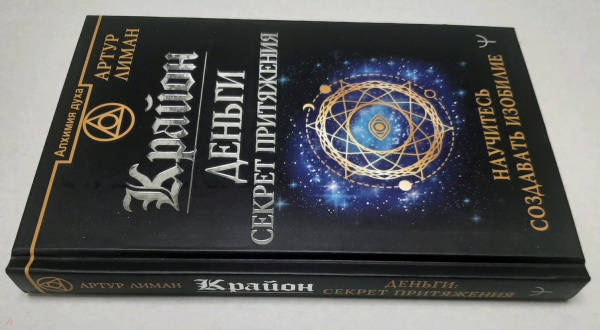 Алхимия духа
АРТУР
ЛИМАН
Крайон
ДЕНЬГИ
СЕКРЕТ ПРИТЯЖЕНИЯ
НАУЧИТЕСЬ
СОЗДАВАТЬ ИЗОБИЛИЕ
АРТУР ЛИМАН
Крайон
ДЕНЬГИ:
СЕКРЕТ ПРИТЯЖЕНИЯ